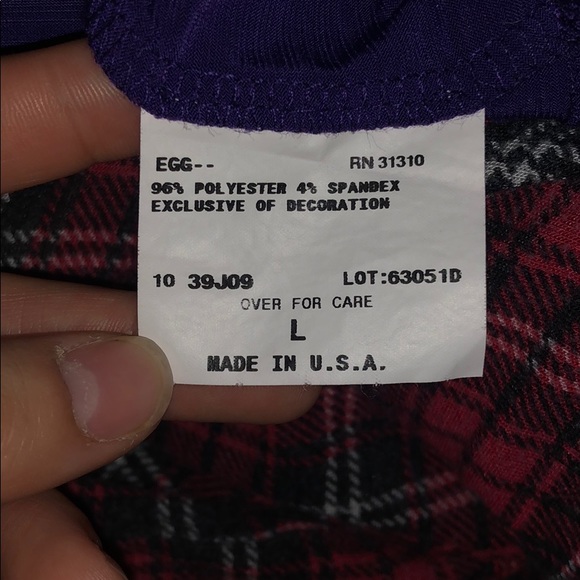 EGG-- RN 31310
96% POLYESTER 4% SPANDEX
EXCLUSIVE OF DECORATION
10 39J09 LOT:63051D
OVER FOR CARE
L
MADE IN U.S.A.